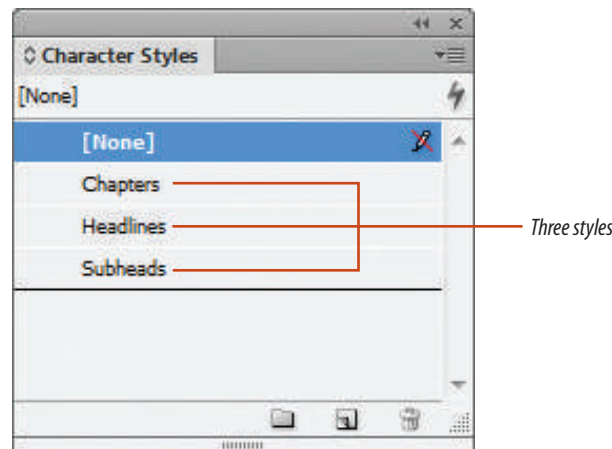 Character Styles
[None]
[None]
Chapters
Headlines
Three styles
Subheads